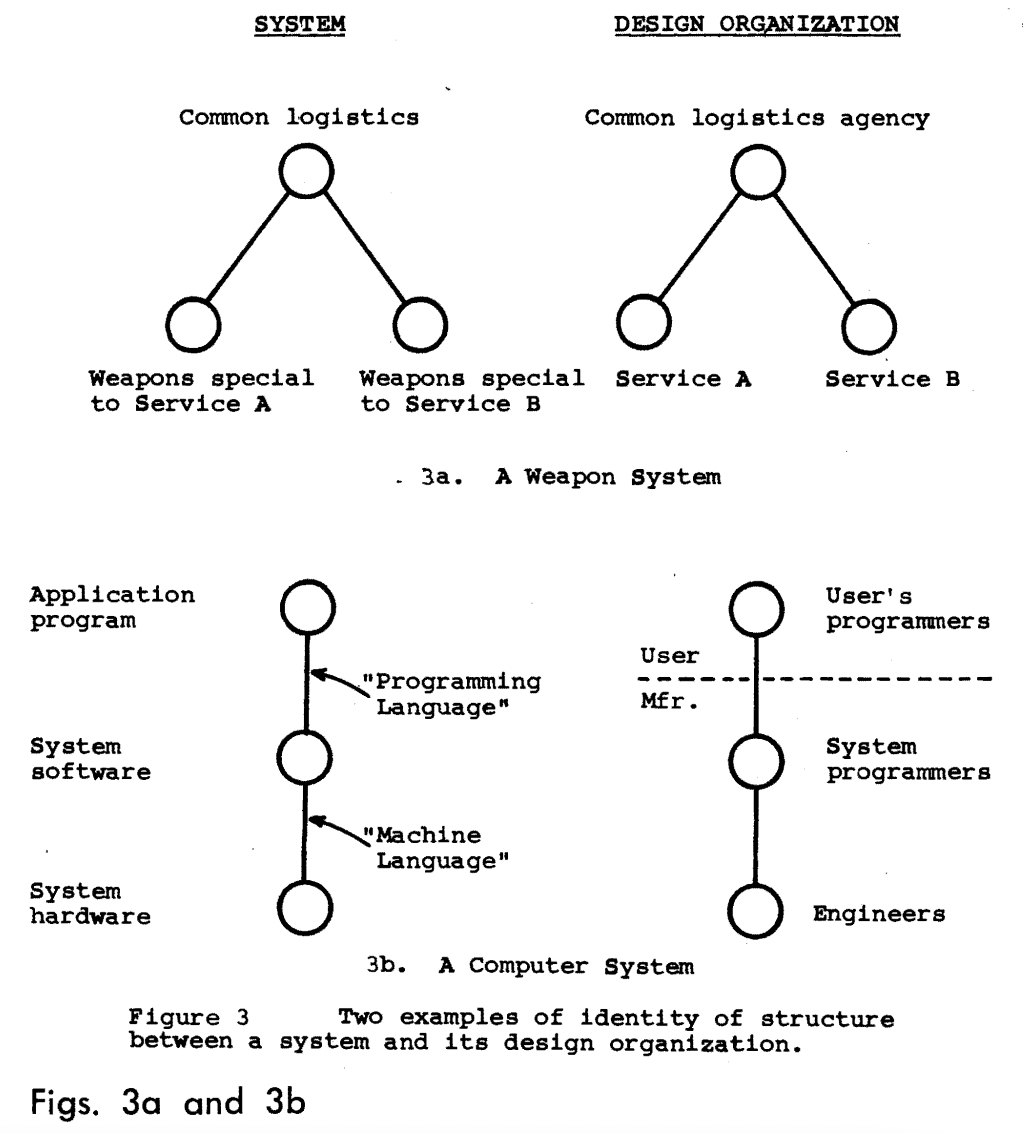 SYSTEM
DESIGN ORGANIZATION
Common logistics
Common logistics agency
Weapons special
to Service A
Weapons special
to Service B
Service A
Service B
3a. A Weapon System
Application
program
"Programming
Language"
System
software
"Machine
Language"
System
hardware
User's
programmers
User
Mfr.
System
programmers
Engineers
3b. A Computer System
Figure 3 Two examples of identity of structure
between a system and its design organization.
Figs. 3a and 3b